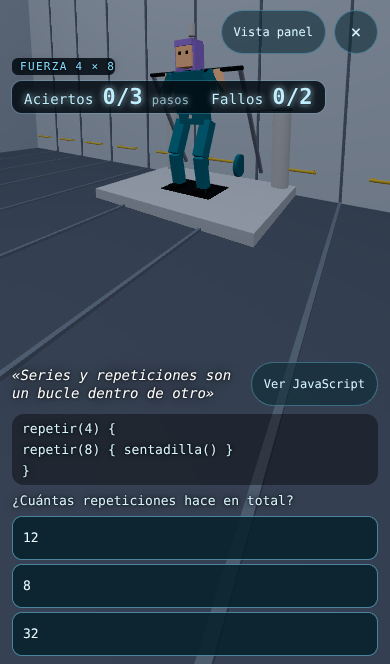 Vista panel
×
FUERZA 4 × 8
Aciertos 0/3 pasos Fallos 0/2
«Series y repeticiones son
un bucle dentro de otro»
Ver JavaScript
repetir(4) {
repetir(8) { sentadilla() }
}
¿Cuántas repeticiones hace en total?
12
8
32